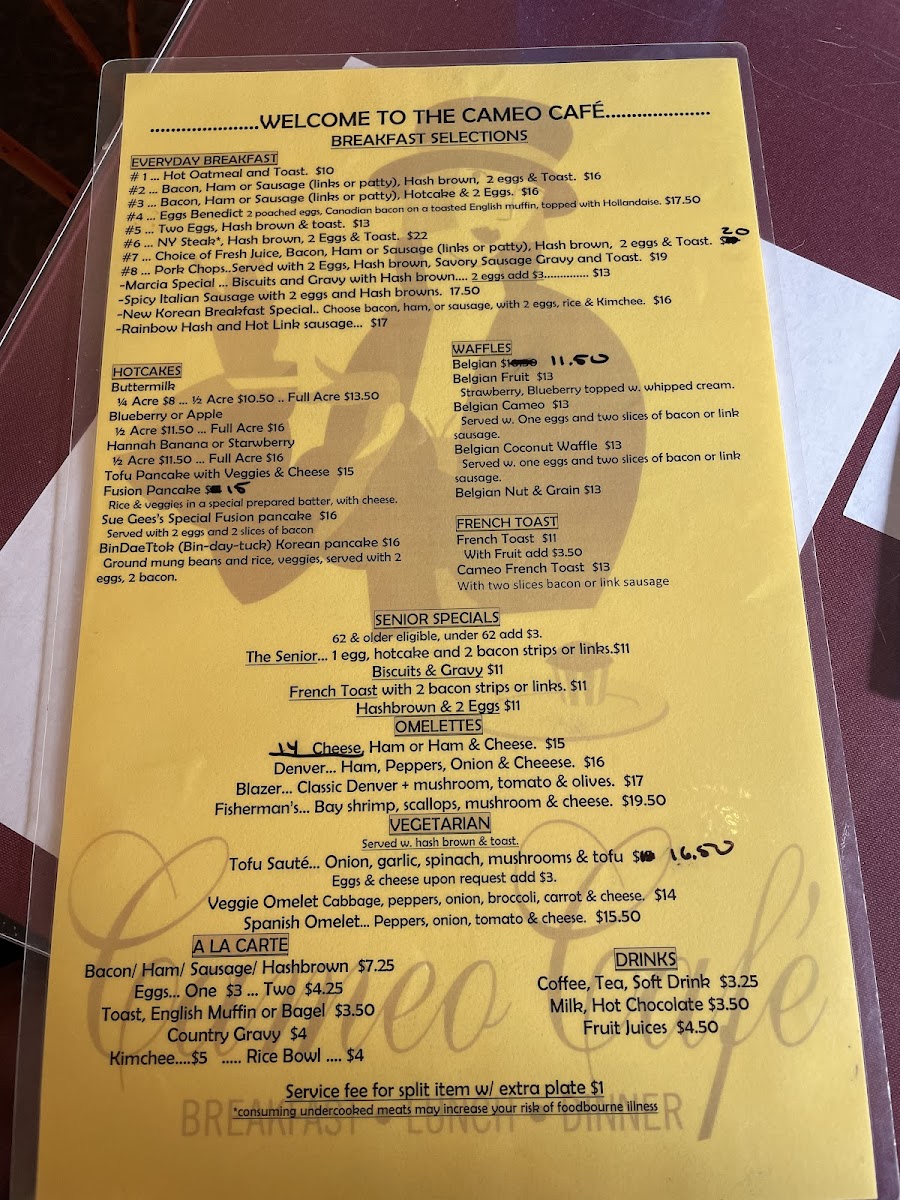 .....................WELCOME TO THE CAMEO CAFÉ....................
BREAKFAST SELECTIONS
EVERYDAY BREAKFAST
#1 ... Hot Oatmeal and Toast. $10
#2 ... Bacon, Ham or Sausage (links or patty), Hash brown, 2 eggs & Toast. $16
#3 ... Bacon, Ham or Sausage (links or patty), Hotcake & 2 Eggs. $16
#4 ... Eggs Benedict 2 poached eggs, Canadian bacon on a toasted English muffin, topped with Hollandaise. $17.50
#5 ... Two Eggs, Hash brown & toast. $13
#6 ... NY Steak*, Hash brown, 2 Eggs & Toast. $22
#7 ... Choice of Fresh Juice, Bacon, Ham or Sausage (links or patty), Hash brown, 2 eggs & Toast. $ 20
#8 ... Pork Chops..Served with 2 Eggs, Hash brown, Savory Sausage Gravy and Toast. $19
-Marcia Special ... Biscuits and Gravy with Hash brown.... 2 eggs add $3.............. $13
-Spicy Italian Sausage with 2 eggs and Hash browns. 17.50
-New Korean Breakfast Special.. Choose bacon, ham, or sausage, with 2 eggs, rice & Kimchee. $16
-Rainbow Hash and Hot Link sausage... $17
HOTCAKES
Buttermilk
¼ Acre $8 ... ½ Acre $10.50 .. Full Acre $13.50
Blueberry or Apple
½ Acre $11.50 ... Full Acre $16
Hannah Banana or Starwberry
½ Acre $11.50 ... Full Acre $16
Tofu Pancake with Veggies & Cheese $15
Fusion Pancake $ 15
Rice & veggies in a special prepared batter, with cheese.
Sue Gees's Special Fusion pancake $16
Served with 2 eggs and 2 slices of bacon
BinDaeTtok (Bin-day-tuck) Korean pancake $16
Ground mung beans and rice, veggies, served with 2
eggs, 2 bacon.
WAFFLES
Belgian $ 11.50
Belgian Fruit $13
Strawberry, Blueberry topped w. whipped cream.
Belgian Cameo $13
Served w. One eggs and two slices of bacon or link
sausage.
Belgian Coconut Waffle $13
Served w. one eggs and two slices of bacon or link
sausage.
Belgian Nut & Grain $13
FRENCH TOAST
French Toast $11
With Fruit add $3.50
Cameo French Toast $13
With two slices bacon or link sausage
SENIOR SPECIALS
62 & older eligible, under 62 add $3.
The Senior... 1 egg, hotcake and 2 bacon strips or links.$11
Biscuits & Gravy $11
French Toast with 2 bacon strips or links. $11
Hashbrown & 2 Eggs $11
OMELETTES
14 Cheese, Ham or Ham & Cheese. $15
Denver... Ham, Peppers, Onion & Cheeese. $16
Blazer... Classic Denver + mushroom, tomato & olives. $17
Fisherman's... Bay shrimp, scallops, mushroom & cheese. $19.50
VEGETARIAN
Served w. hash brown & toast.
Tofu Sauté... Onion, garlic, spinach, mushrooms & tofu $ 16.50
Eggs & cheese upon request add $3.
Veggie Omelet Cabbage, peppers, onion, broccoli, carrot & cheese. $14
Spanish Omelet... Peppers, onion, tomato & cheese. $15.50
A LA CARTE
Bacon/ Ham/ Sausage/ Hashbrown $7.25
Eggs... One $3 ... Two $4.25
Toast, English Muffin or Bagel $3.50
Country Gravy $4
Kimchee....$5 ..... Rice Bowl .... $4
DRINKS
Coffee, Tea, Soft Drink $3.25
Milk, Hot Chocolate $3.50
Fruit Juices $4.50
Cameo Café
Service fee for split item w/ extra plate $1
*consuming undercooked meats may increase your risk of foodbourne illness
BREAKFAST • LUNCH • DINNER